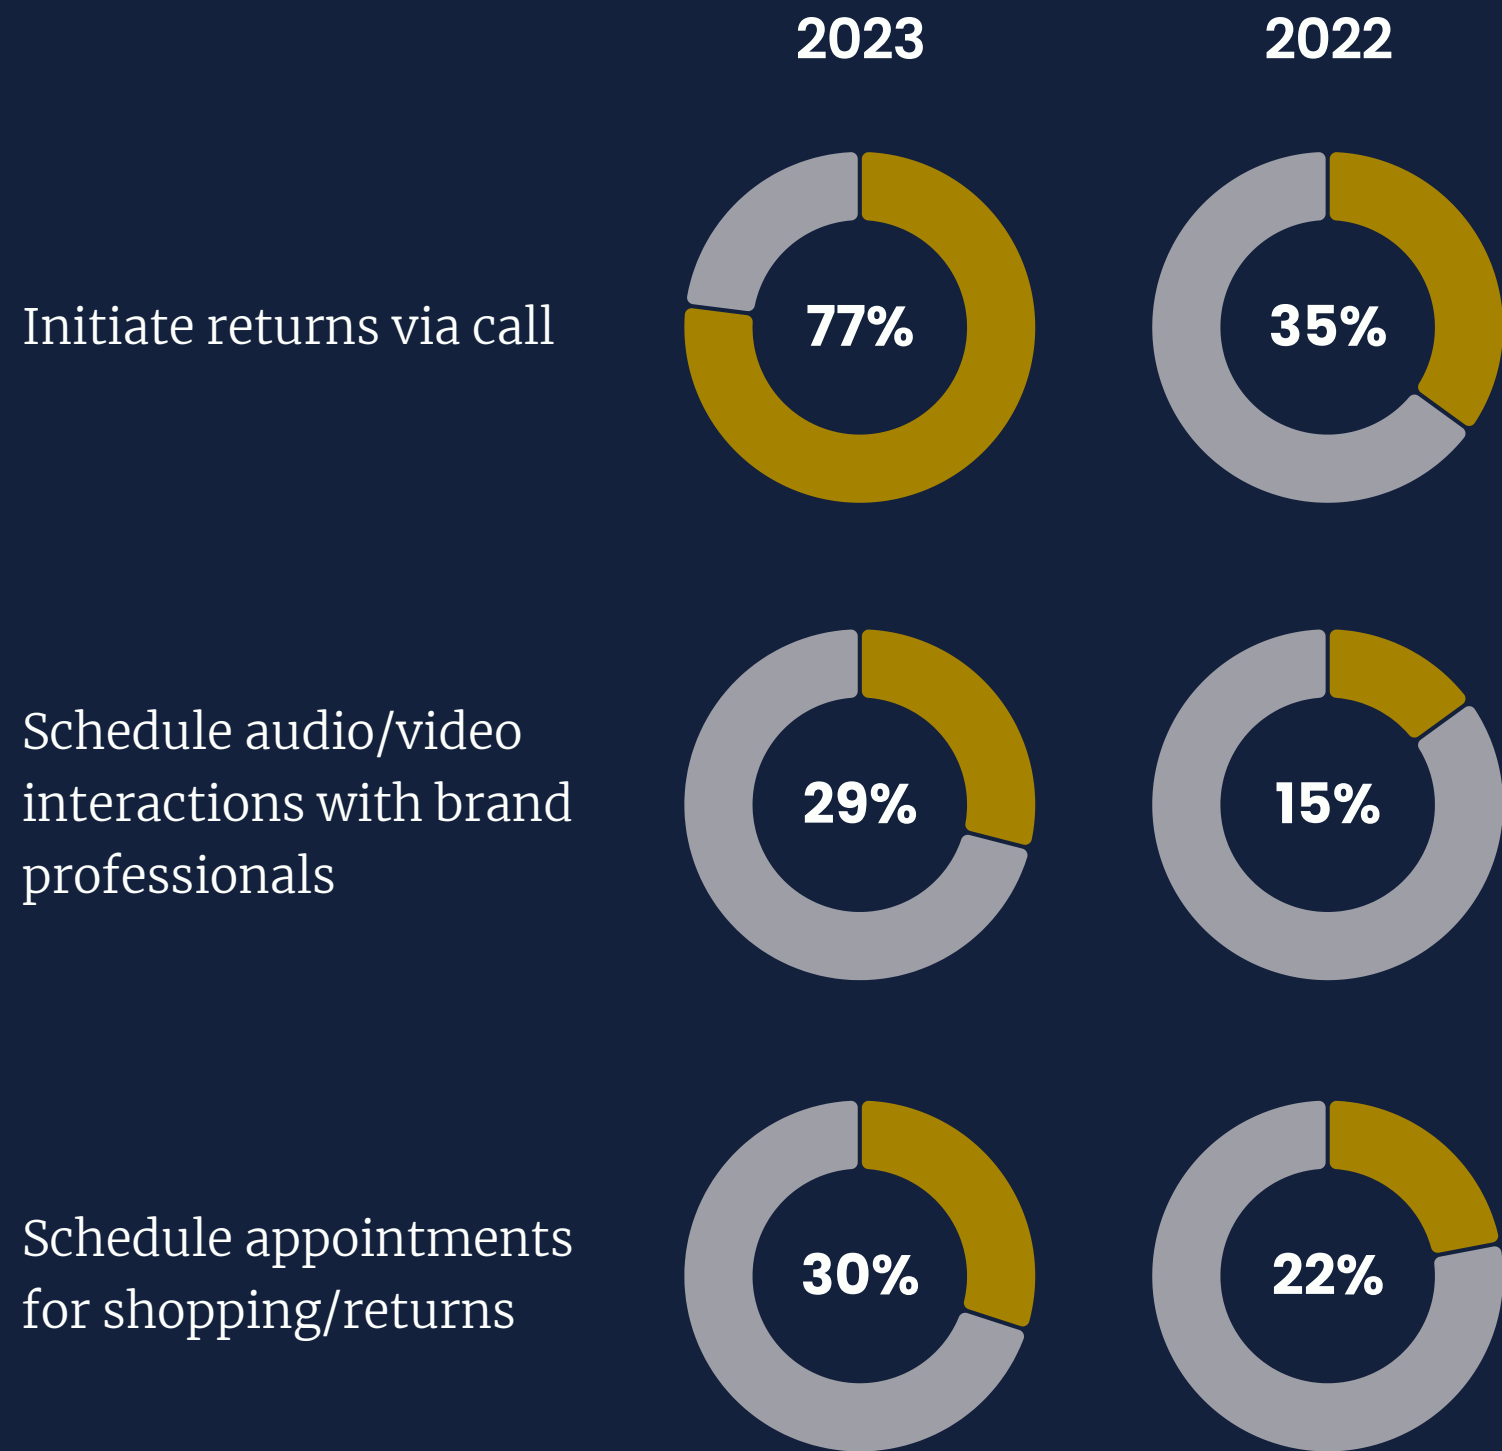 2023 2022
Initiate returns via call 77% 35%
Schedule audio/video
interactions with brand 29% 15%
professionals
Schedule appointments 30% 22%
for shopping/returns